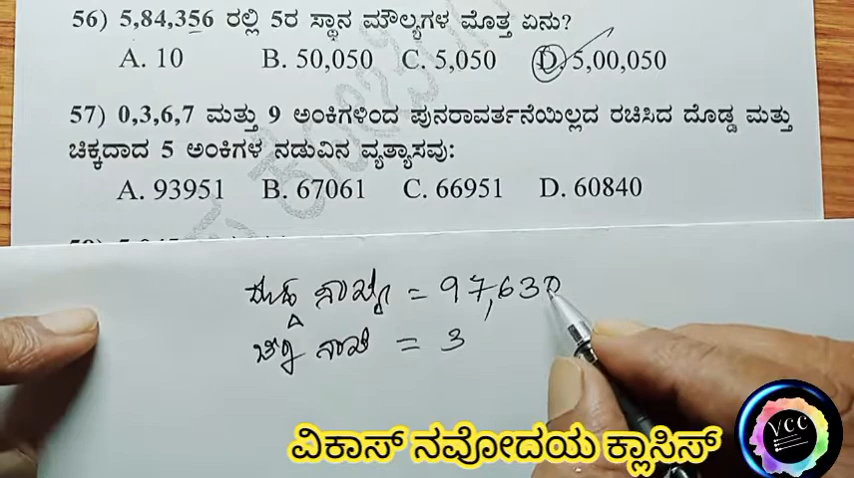 56) 5,84,356 ರಲ್ಲಿ 5ರ ಸ್ಥಾನ ಮೌಲ್ಯಗಳ ಮೊತ್ತ ಏನು?
A. 10 B. 50,050 C. 5,050 D. 5,00,050
57) 0,3,6,7 ಮತ್ತು 9 ಅಂಕಿಗಳಿಂದ ಪುನರಾವರ್ತನೆಯಿಲ್ಲದ ರಚಿಸಿದ ದೊಡ್ಡ ಮತ್ತು
ಚಿಕ್ಕದಾದ 5 ಅಂಕಿಗಳ ನಡುವಿನ ವ್ಯತ್ಯಾಸವು:
A. 93951 B. 67061 C. 66951 D. 60840
= 97,630
= 3
ವಿಕಾಸ್ ನವೋದಯ ಕ್ಲಾಸಿಸ್
VCC